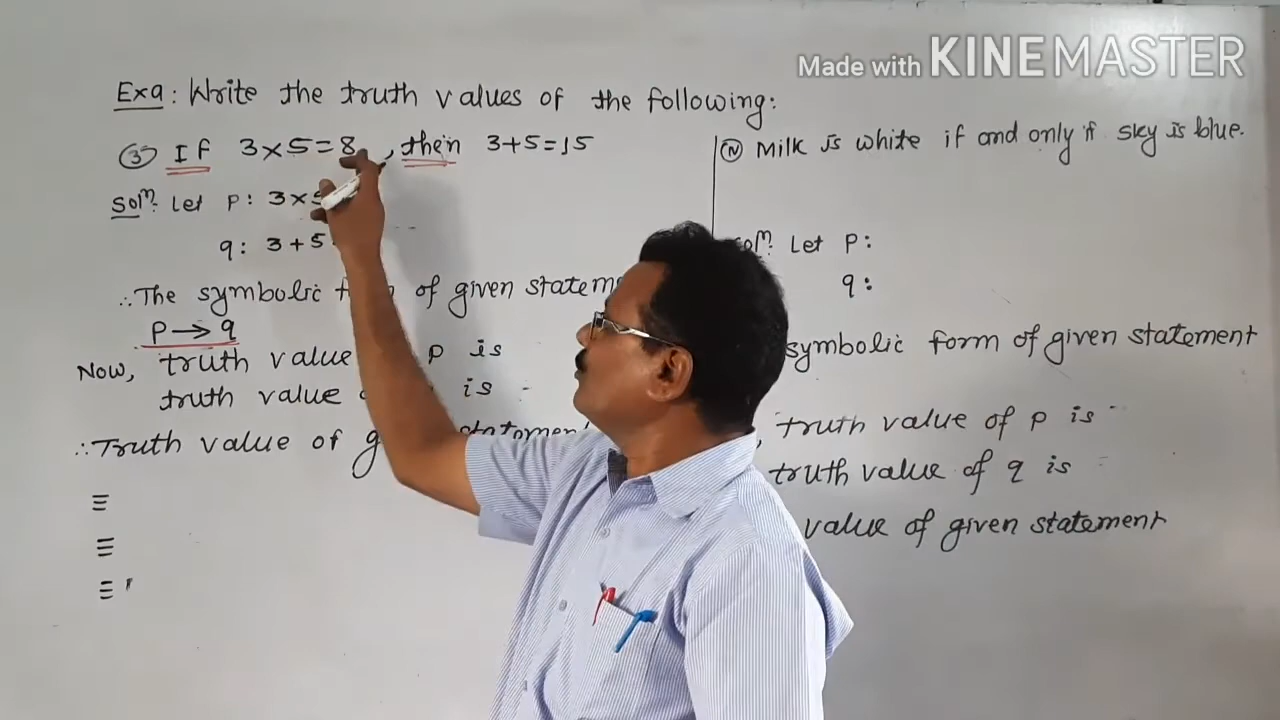 Made with KINEMASTER
Exa: Write the truth values of the following:
③ If 3×5=8, then 3+5=15
Solⁿ. Let p: 3×5
q: 3+5
∴ The symbolic of given
p → q
Now, truth value p is
truth value is
∴ Truth value of
≡
≡
≡
④ Milk is white if and only if sky is blue.
Let p:
q:
symbolic form of given statement
, truth value of p is
truth value of q is
value of given statement